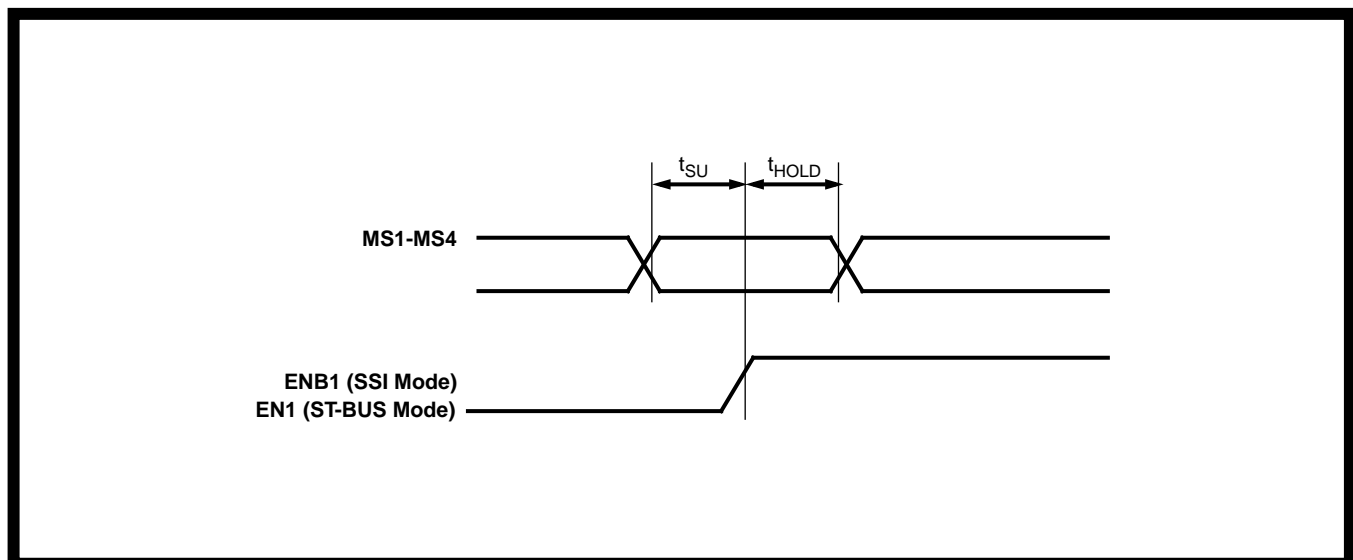 tSU tHOLD
MS1-MS4
ENB1 (SSI Mode)
EN1 (ST-BUS Mode)